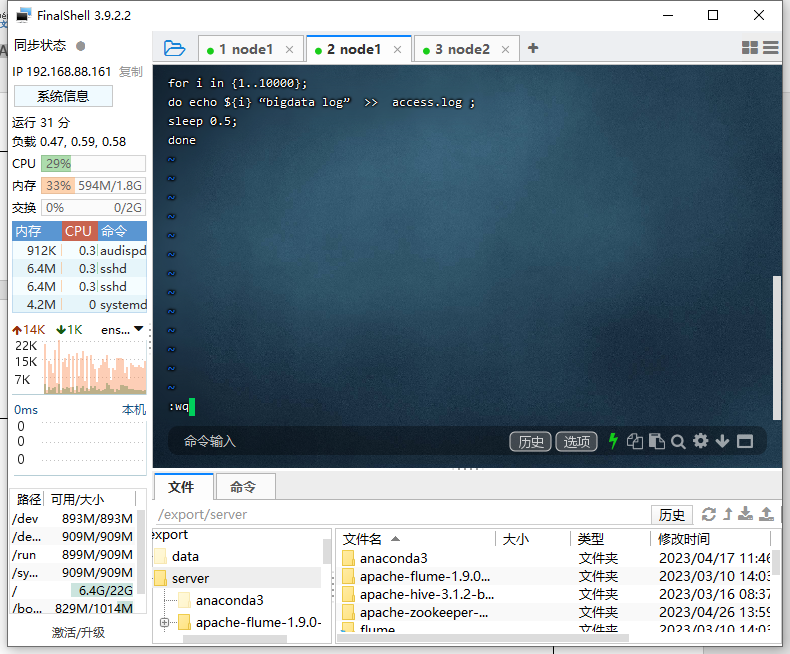 FinalShell 3.9.2.2
同步状态
1 node1
2 node1
3 node2
IP 192.168.88.161 复制
系统信息
运行 31 分
负载 0.47, 0.59, 0.58
CPU 29%
内存 33% 594M/1.8G
交换 0% 0/2G
内存 CPU 命令
912K 0.3 audispd
6.4M 0.3 sshd
6.4M 0.3 sshd
4.2M 0 systemd
14K 1K ens...
22K
15K
7K
0ms 本机
0
0
0
路径 可用/大小
/dev 893M/893M
/de... 909M/909M
/run 899M/909M
/sy... 909M/909M
/ 6.4G/22G
/bo... 829M/1014M
激活/升级
for i in {1..10000};
do echo ${i} “bigdata log” >> access.log ;
sleep 0.5;
done
~
~
~
~
~
~
~
~
~
~
~
~
~
:wq
命令输入 历史 选项
文件 命令
/export/server 历史
export
data
server
anaconda3
apache-flume-1.9.0-
文件名 大小 类型 修改时间
anaconda3 文件夹 2023/04/17 11:46
apache-flume-1.9.0... 文件夹 2023/03/10 14:03
apache-hive-3.1.2-b... 文件夹 2023/03/16 08:37
apache-zookeeper-... 文件夹 2023/04/26 13:59
flume 文件夹 2023/03/10 14:03